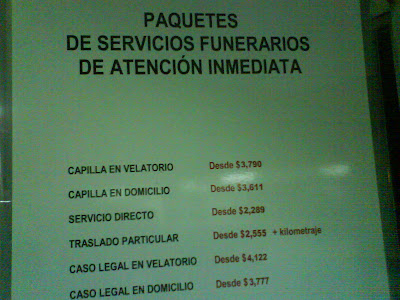 PAQUETES
DE SERVICIOS FUNERARIOS
DE ATENCIÓN INMEDIATA
CAPILLA EN VELATORIO Desde $3,790
CAPILLA EN DOMICILIO Desde $3,611
SERVICIO DIRECTO Desde $2,289
TRASLADO PARTICULAR Desde $2,555 + kilometraje
CASO LEGAL EN VELATORIO Desde $4,122
CASO LEGAL EN DOMICILIO Desde $3,777